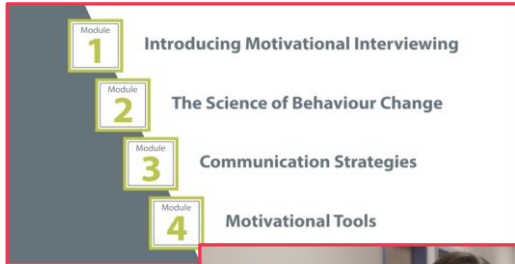 Module
1
Introducing Motivational Interviewing
Module
2
The Science of Behaviour Change
Module
3
Communication Strategies
Module
4
Motivational Tools